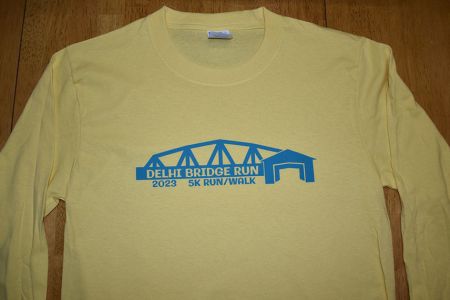 DELHI BRIDGE RUN
2023 5K RUN/WALK